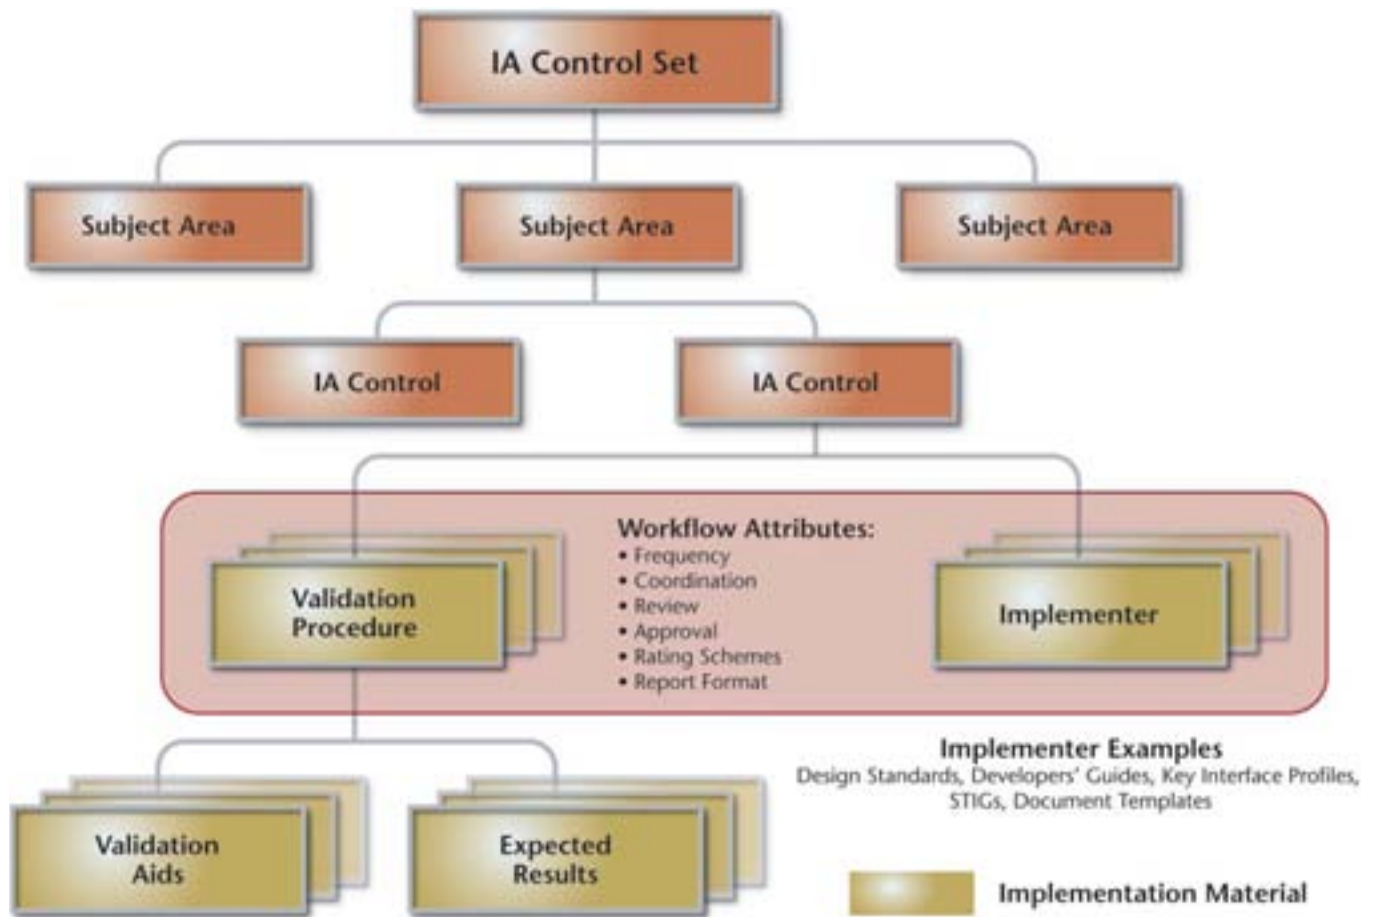 IA Control Set
Subject Area
Subject Area
Subject Area
IA Control
IA Control
Validation
Procedure
Workflow Attributes:
• Frequency
• Coordination
• Review
• Approval
• Rating Schemes
• Report Format
Implementer
Implementer Examples
Design Standards, Developers' Guides, Key Interface Profiles,
STIGs, Document Templates
Validation
Aids
Expected
Results
Implementation Material